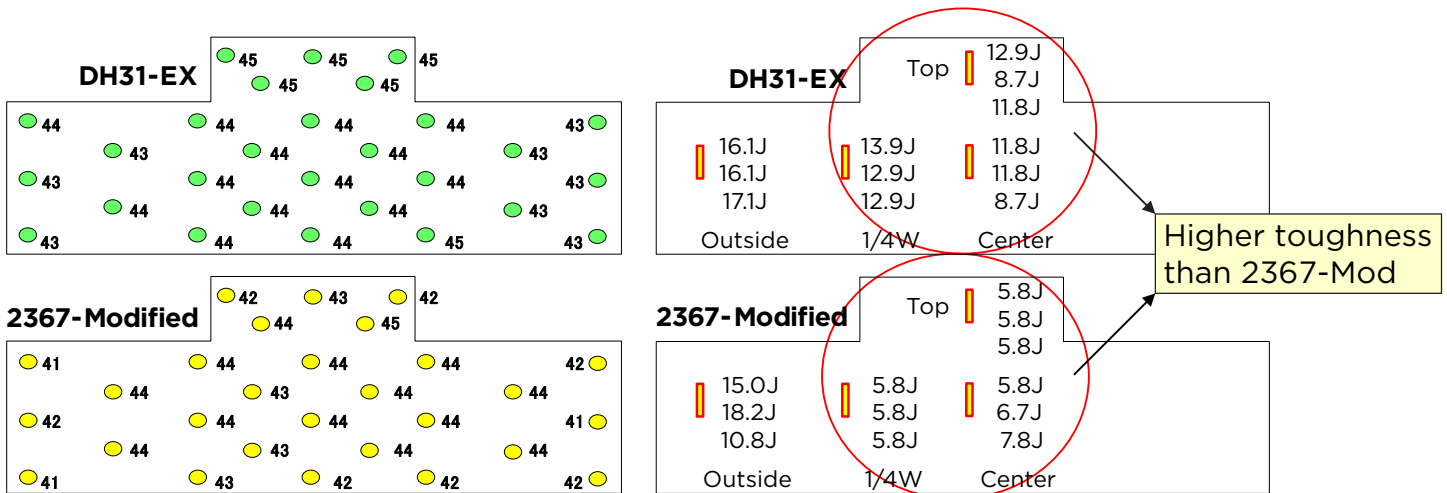 DH31-EX
45 45 45
45 45
44 44 44 44 43
43 44 44 43
43 44 44 44 43
44 44 44 43
43 44 44 45 43
DH31-EX
Top
12.9J
8.7J
11.8J
16.1J
16.1J
17.1J
Outside
13.9J
12.9J
12.9J
1/4W
11.8J
11.8J
8.7J
Center
Higher toughness
than 2367-Mod
2367-Modified
42 43 42
44 45
41 44 44 44 42
44 43 44 44
42 44 44 44 41
44 43 44 44
41 43 42 42 42
2367-Modified
Top
5.8J
5.8J
5.8J
15.0J
18.2J
10.8J
Outside
5.8J
5.8J
5.8J
1/4W
5.8J
6.7J
7.8J
Center